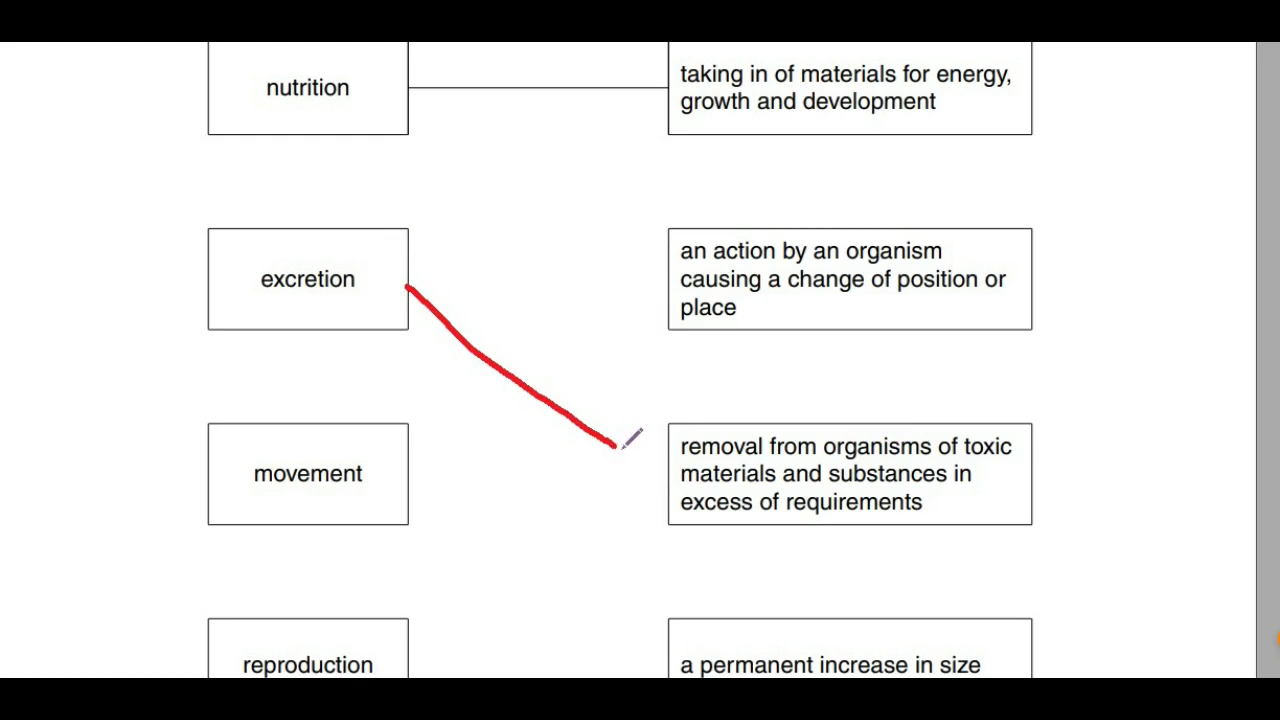 nutrition
taking in of materials for energy,
growth and development
excretion
an action by an organism
causing a change of position or
place
movement
removal from organisms of toxic
materials and substances in
excess of requirements
reproduction
a permanent increase in size